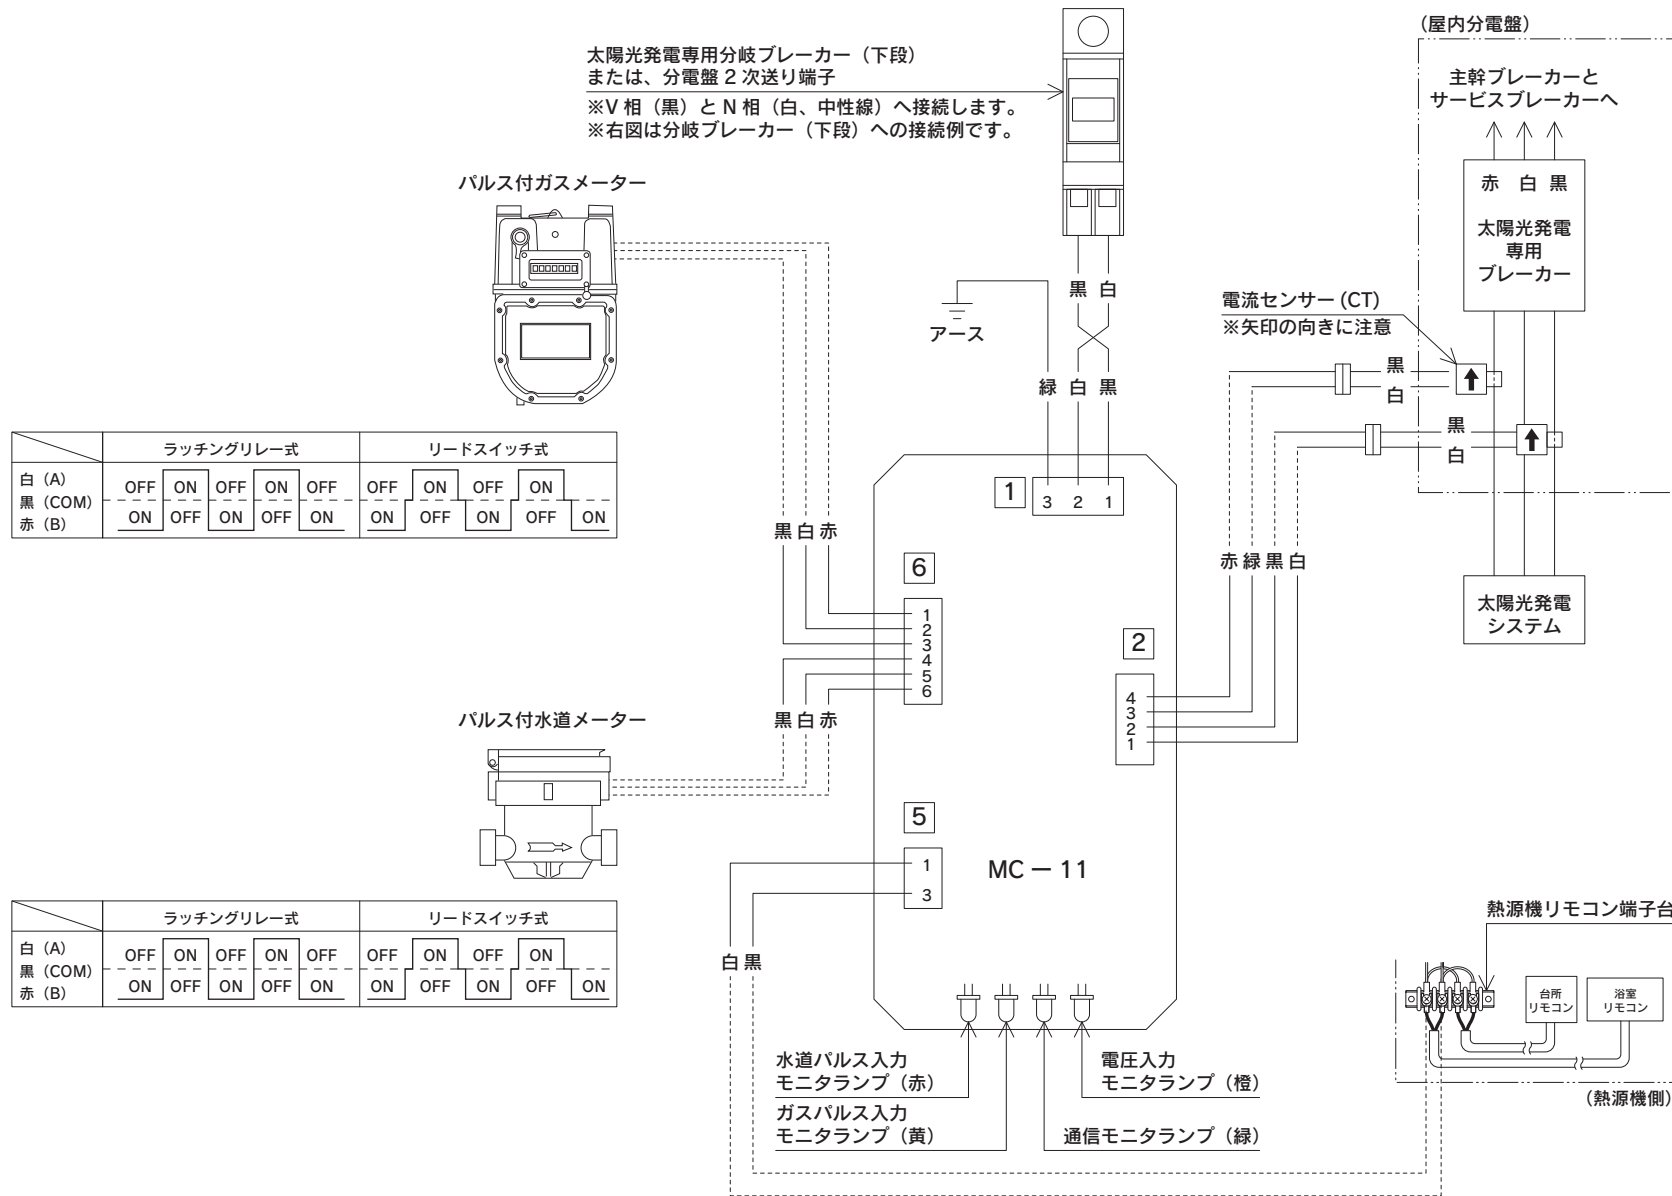 (屋内分電盤)
太陽光発電専用分岐ブレーカー（下段）
または、分電盤 2 次送り端子
※V 相（黒）と N 相（白、中性線）へ接続します。
※右図は分岐ブレーカー（下段）への接続例です。
主幹ブレーカーと
サービスブレーカーへ
赤 白 黒
太陽光発電
専用
ブレーカー
パルス付ガスメーター
黒 白
アース
緑 白 黒
電流センサー (CT)
※矢印の向きに注意
黒
白
黒
白
ラッチングリレー式 リードスイッチ式
白（A） OFF ON OFF ON OFF OFF ON OFF ON
黒（COM）
赤（B） ON OFF ON OFF ON ON OFF ON OFF ON
1
3 2 1
黒 白 赤
赤 緑 黒 白
6
1
2
3
4
5
6
太陽光発電
システム
2
4
3
2
1
パルス付水道メーター
黒 白 赤
5
1
3
MC － 11
ラッチングリレー式 リードスイッチ式
白（A） OFF ON OFF ON OFF OFF ON OFF ON
黒（COM）
赤（B） ON OFF ON OFF ON ON OFF ON OFF ON
白 黒
熱源機リモコン端子台
台所
リモコン
浴室
リモコン
(熱源機側)
水道パルス入力
モニタランプ（赤）
ガスパルス入力
モニタランプ（黄）
電圧入力
モニタランプ（橙）
通信モニタランプ（緑）